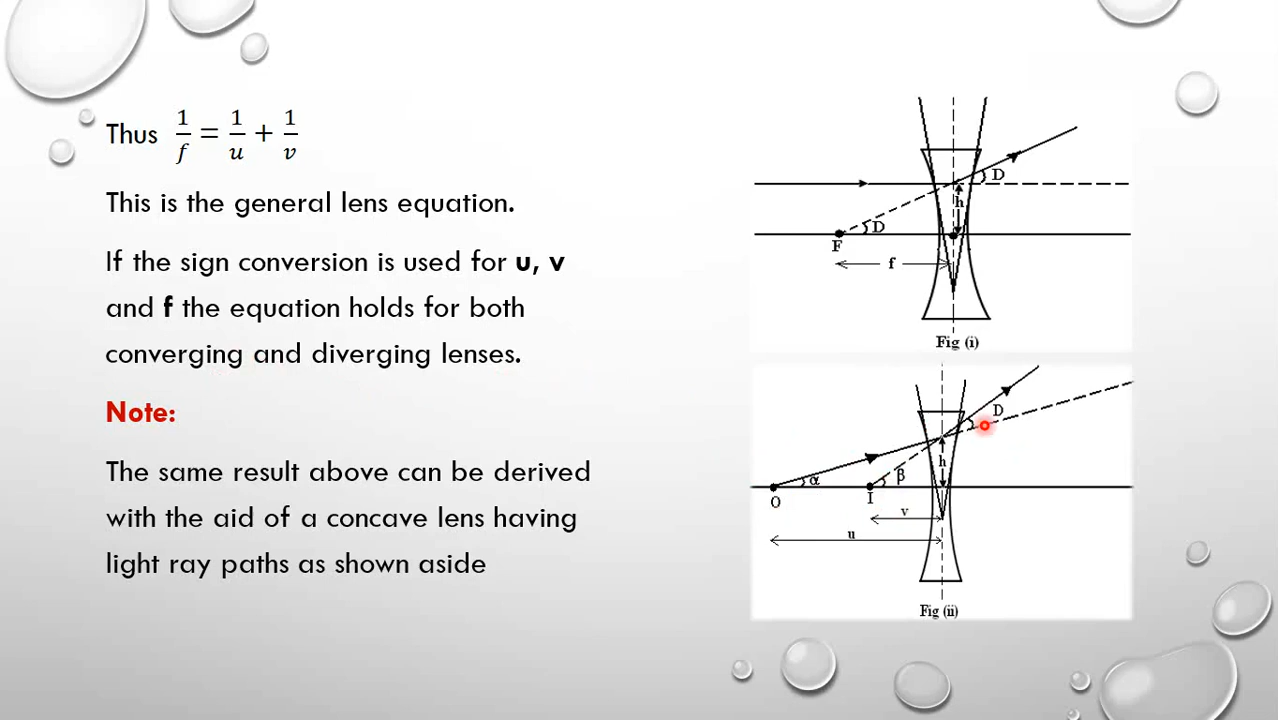 Thus 1/f = 1/u + 1/v
This is the general lens equation.
If the sign conversion is used for u, v
and f the equation holds for both
converging and diverging lenses.
Note:
The same result above can be derived
with the aid of a concave lens having
light ray paths as shown aside
D
h
D
F
f
Fig (i)
D
h
α
β
O
I
v
u
Fig (ii)